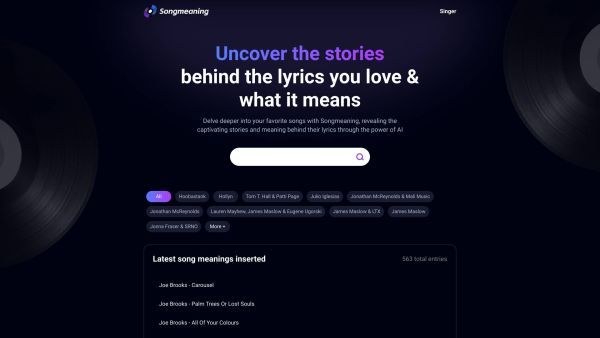 Songmeaning
Singer
Uncover the stories
behind the lyrics you love &
what it means
Delve deeper into your favorite songs with Songmeaning, revealing the
captivating stories and meaning behind their lyrics through the power of AI
All Hoobastank Hollyn Tom T. Hall & Patti Page Julio Iglesias Jonathan McReynolds & Mali Music
Jonathan McReynolds Lauren Mayhew, James Maslow & Eugene Ugorski James Maslow & LTX James Maslow
Jonna Fraser & SRNO More +
Latest song meanings inserted 563 total entries
Joe Brooks - Carousel
Joe Brooks - Palm Trees Or Lost Souls
Joe Brooks - All Of Your Colours